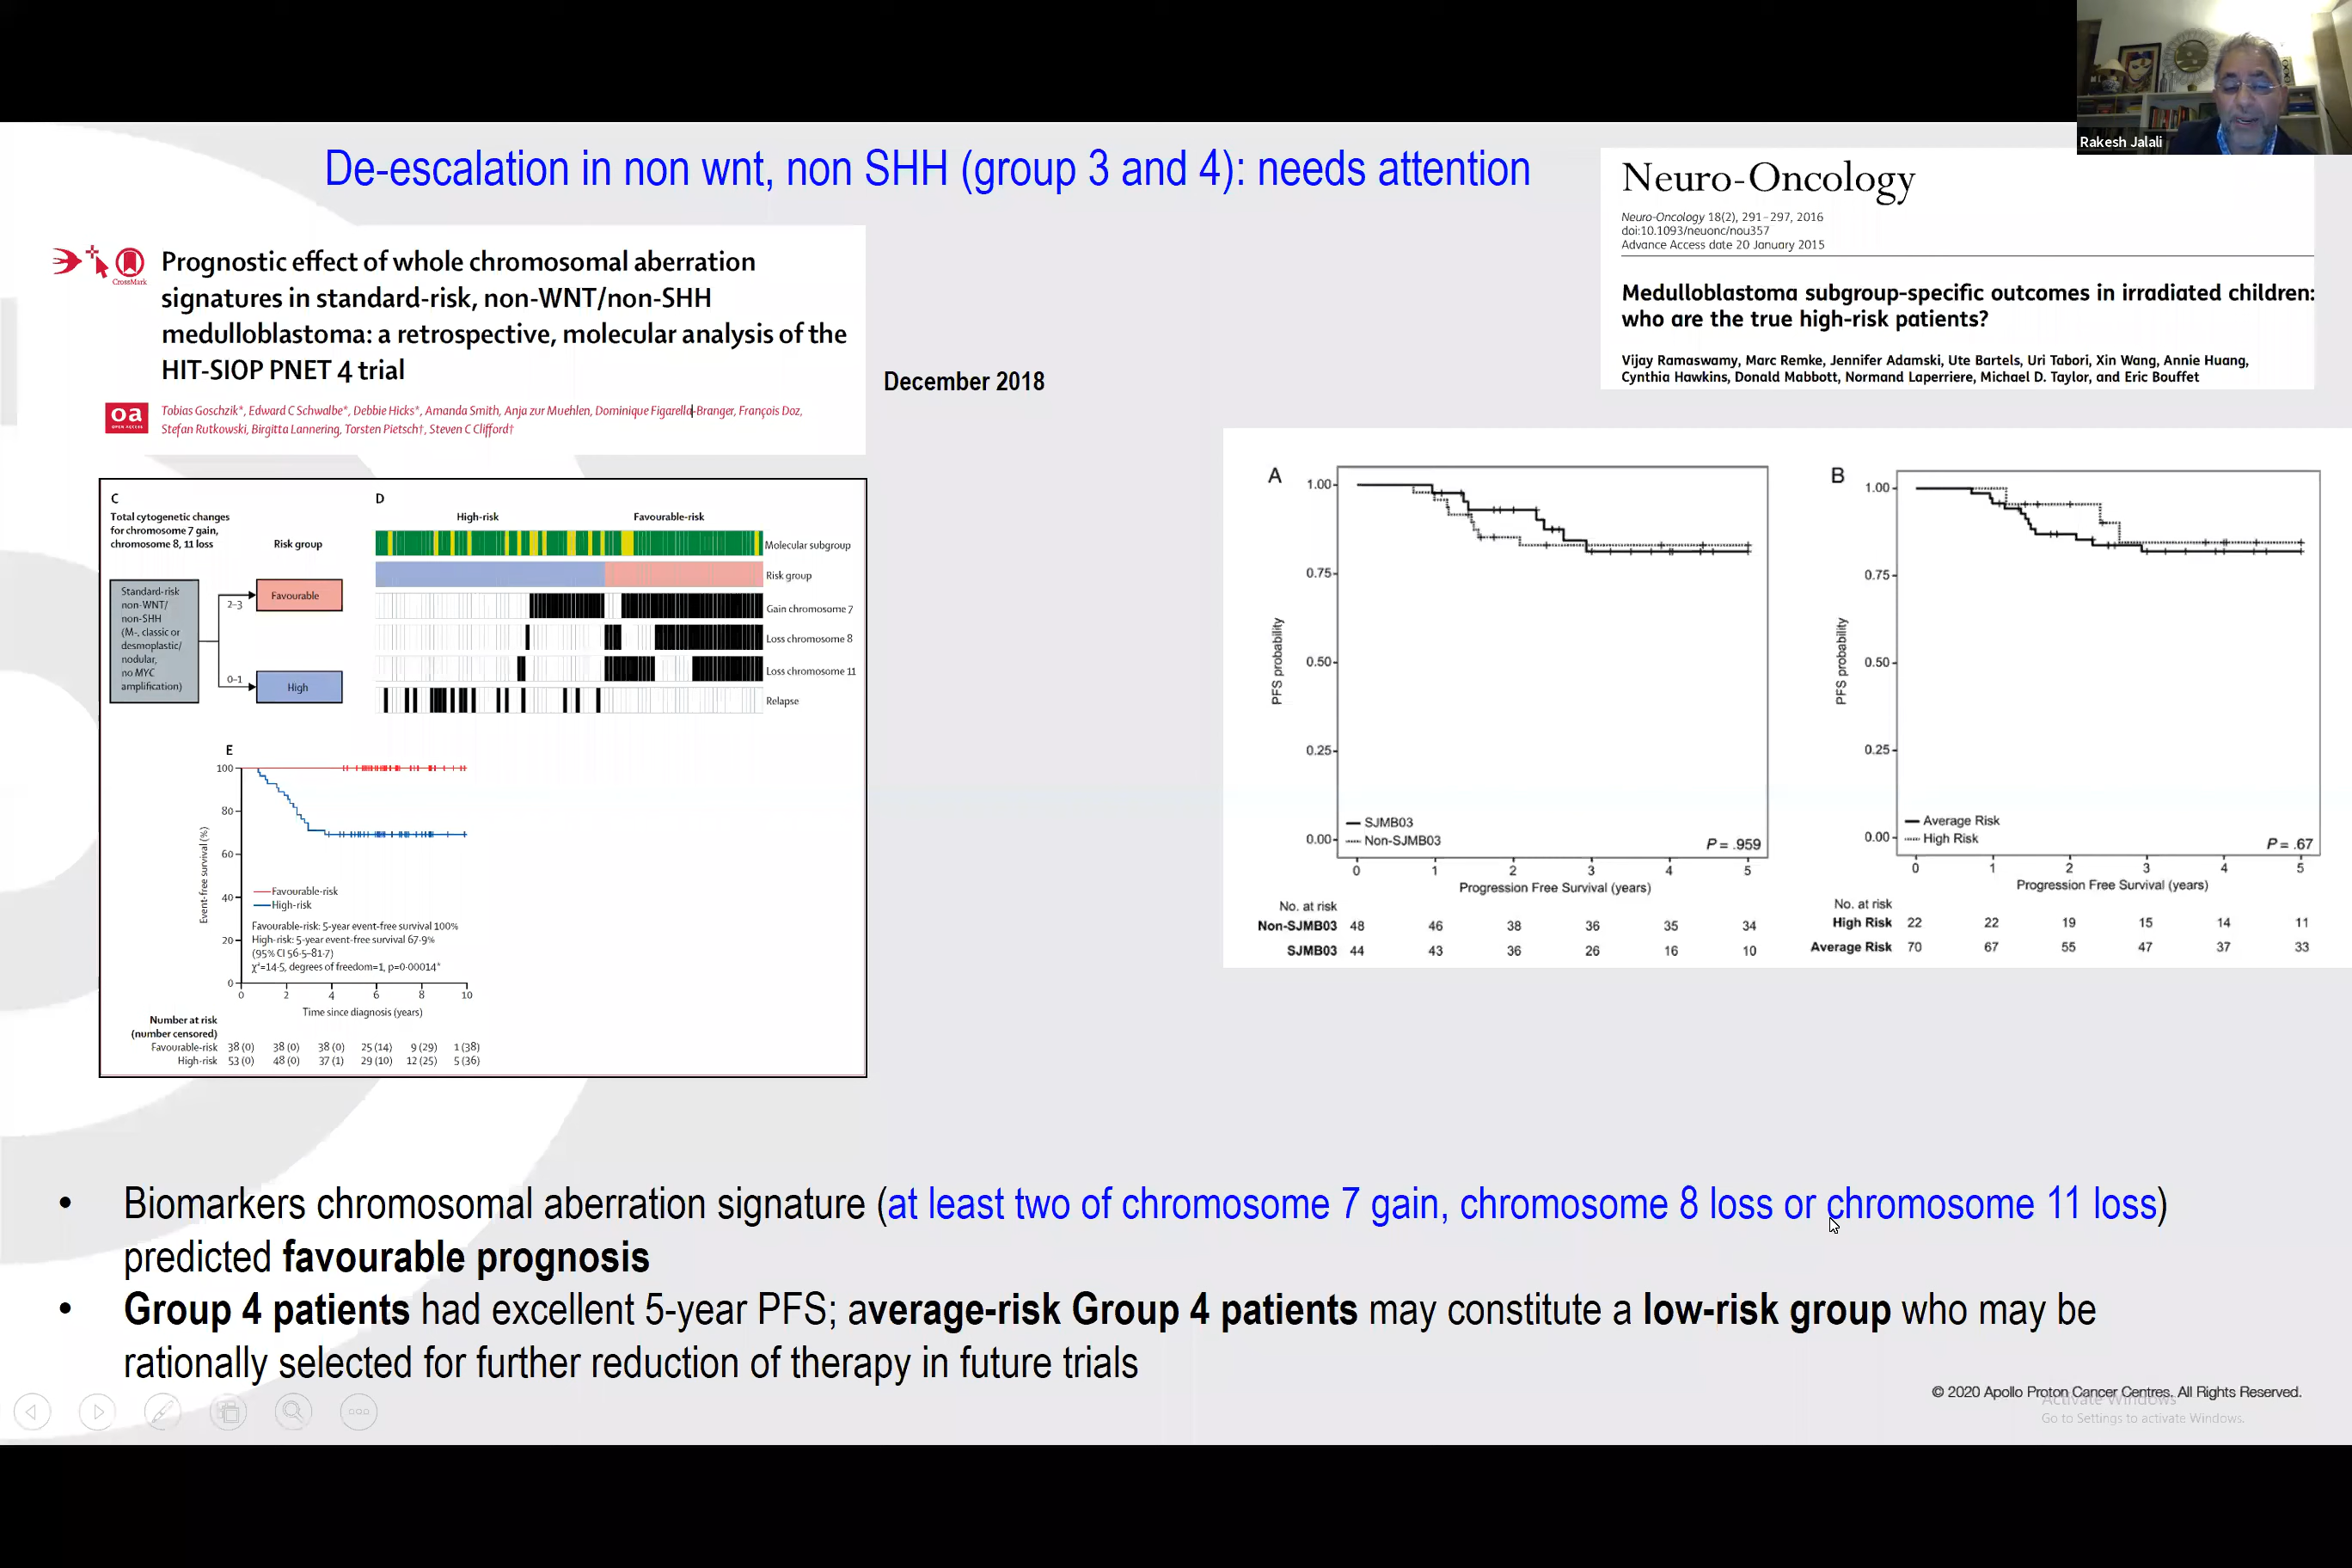 Rakesh Jalali
De-escalation in non wnt, non SHH (group 3 and 4): needs attention
CrossMark
Prognostic effect of whole chromosomal aberration
signatures in standard-risk, non-WNT/non-SHH
medulloblastoma: a retrospective, molecular analysis of the
HIT-SIOP PNET 4 trial
oa
OPEN ACCESS
Tobias Goschzik*, Edward C Schwalbe*, Debbie Hicks*, Amanda Smith, Anja zur Muehlen, Dominique Figarella-Branger, François Doz,
Stefan Rutkowski, Birgitta Lannering, Torsten Pietsch†, Steven C Clifford†
December 2018
Neuro-Oncology
Neuro-Oncology 18(2), 291–297, 2016
doi:10.1093/neuonc/nou357
Advance Access date 20 January 2015
Medulloblastoma subgroup-specific outcomes in irradiated children:
who are the true high-risk patients?
Vijay Ramaswamy, Marc Remke, Jennifer Adamski, Ute Bartels, Uri Tabori, Xin Wang, Annie Huang,
Cynthia Hawkins, Donald Mabbott, Normand Laperriere, Michael D. Taylor, and Eric Bouffet
C
Total cytogenetic changes
for chromosome 7 gain,
chromosome 8, 11 loss
Risk group
Standard-risk
non-WNT/
non-SHH
(M-, classic or
desmoplastic/
nodular,
no MYC
amplification)
2–3
Favourable
0–1
High
D
High-risk
Favourable-risk
Molecular subgroup
Risk group
Gain chromosome 7
Loss chromosome 8
Loss chromosome 11
Relapse
E
100
80
60
40
20
0
Event-free survival (%)
Favourable-risk
High-risk
Favourable-risk: 5-year event-free survival 100%
High-risk: 5-year event-free survival 67·9%
(95% CI 56·5–81·7)
χ²=14·5, degrees of freedom=1, p=0·00014*
0 2 4 6 8 10
Time since diagnosis (years)
Number at risk
(number censored)
Favourable-risk 38 (0) 38 (0) 38 (0) 25 (14) 9 (29) 1 (38)
High-risk 53 (0) 48 (0) 37 (1) 29 (10) 12 (25) 5 (36)
A
1.00
0.75
0.50
0.25
0.00
PFS probability
SJMB03
Non-SJMB03
P = .959
0 1 2 3 4 5
Progression Free Survival (years)
No. at risk
Non-SJMB03 48 46 38 36 35 34
SJMB03 44 43 36 26 16 10
B
1.00
0.75
0.50
0.25
0.00
PFS probability
Average Risk
High Risk
P = .67
0 1 2 3 4 5
Progression Free Survival (years)
No. at risk
High Risk 22 22 19 15 14 11
Average Risk 70 67 55 47 37 33
• Biomarkers chromosomal aberration signature (at least two of chromosome 7 gain, chromosome 8 loss or chromosome 11 loss)
predicted favourable prognosis
• Group 4 patients had excellent 5-year PFS; average-risk Group 4 patients may constitute a low-risk group who may be
rationally selected for further reduction of therapy in future trials
© 2020 Apollo Proton Cancer Centres. All Rights Reserved.
Activate Windows
Go to Settings to activate Windows.